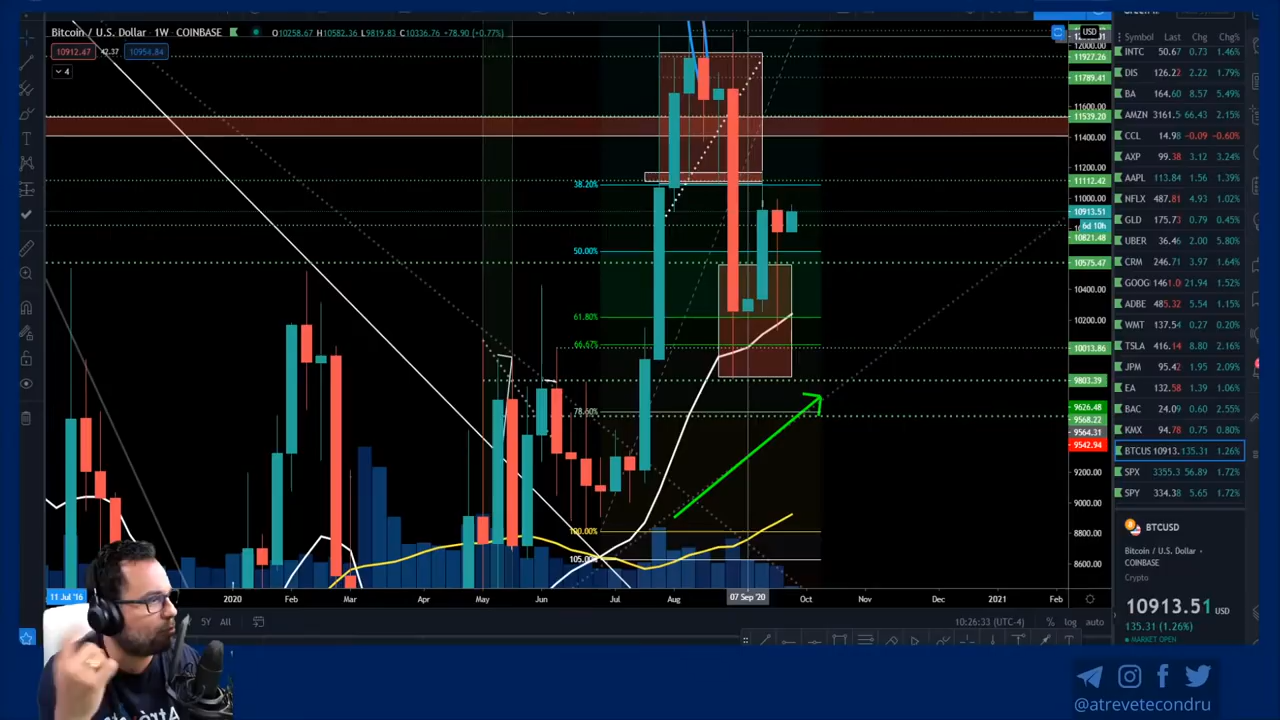 Bitcoin / U.S. Dollar · 1W · COINBASE O10258.67 H10582.36 L9819.83 C10336.76 +78.90 (+0.77%)
10912.47 42.37 10954.84
4
USD
12000.00
11927.26
11789.41
11600.00
11539.20
11400.00
11200.00
11112.42
11000.00
10913.51
6d 10h
10821.48
10575.47
10400.00
10200.00
10013.86
9803.39
9626.48
9568.22
9564.31
9542.94
9200.00
9000.00
8800.00
8600.00
38.20%
50.00%
61.80%
66.67%
78.60%
100.00%
105.00%
11 Jul '16 2020 Feb Mar Apr May Jun Jul Aug 07 Sep '20 Oct Nov Dec 2021 Feb
5Y All 10:26:33 (UTC-4) % log auto
Symbol Last Chg Chg%
INTC 50.67 0.73 1.46%
DIS 126.22 2.22 1.79%
BA 164.60 8.57 5.49%
AMZN 3161.5 66.43 2.15%
CCL 14.98 -0.09 -0.60%
AXP 99.38 3.12 3.24%
AAPL 113.84 1.56 1.39%
NFLX 487.81 4.93 1.02%
GLD 175.73 0.79 0.45%
UBER 36.46 2.00 5.80%
CRM 246.71 3.97 1.64%
GOOG 1461.0 21.94 1.52%
ADBE 485.32 5.54 1.15%
WMT 137.54 0.27 0.20%
TSLA 416.14 8.80 2.16%
JPM 95.42 1.95 2.09%
EA 132.58 1.39 1.06%
BAC 24.09 0.60 2.55%
KMX 94.78 0.75 0.80%
BTCUS 10913. 135.31 1.26%
SPX 3355.3 56.89 1.72%
SPY 334.38 5.65 1.72%
BTCUSD
Bitcoin / U.S. Dollar ·
COINBASE
Crypto
10913.51 USD
135.31 (1.26%)
MARKET OPEN
@atrevetecondru